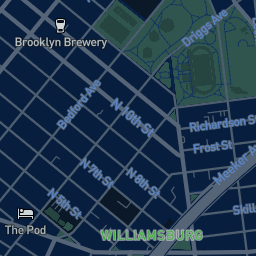 Brooklyn Brewery
Driggs Ave
Bedford Ave
N 10th St
Richardson St
Frost St
Meeker A
N 7th St
N 8th St
N 5th St
Skill
The Pod
WILLIAMSBURG